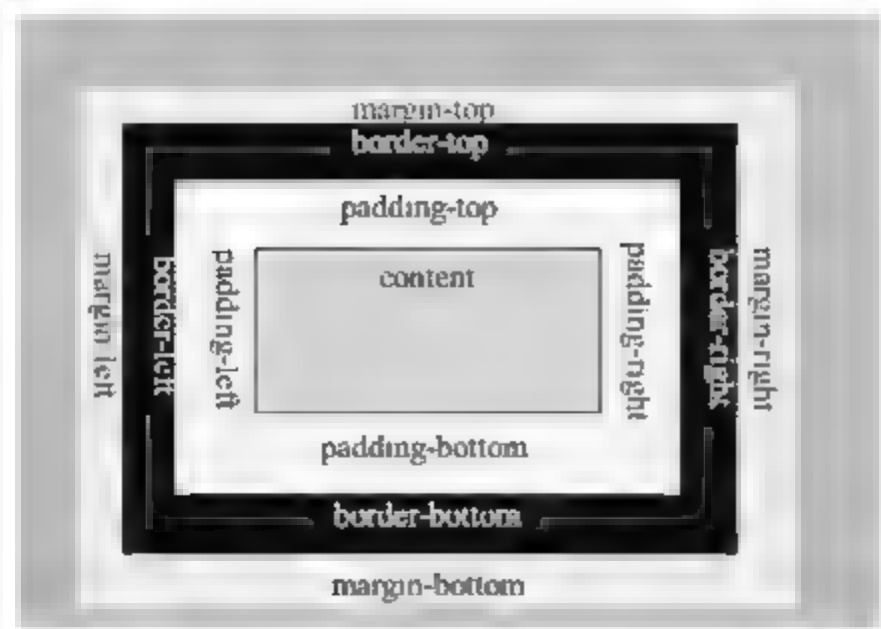 margin-top
border-top
padding-top
margin-left
border-left
padding-left
content
padding-right
border-right
margin-right
padding-bottom
border-bottom
margin-bottom